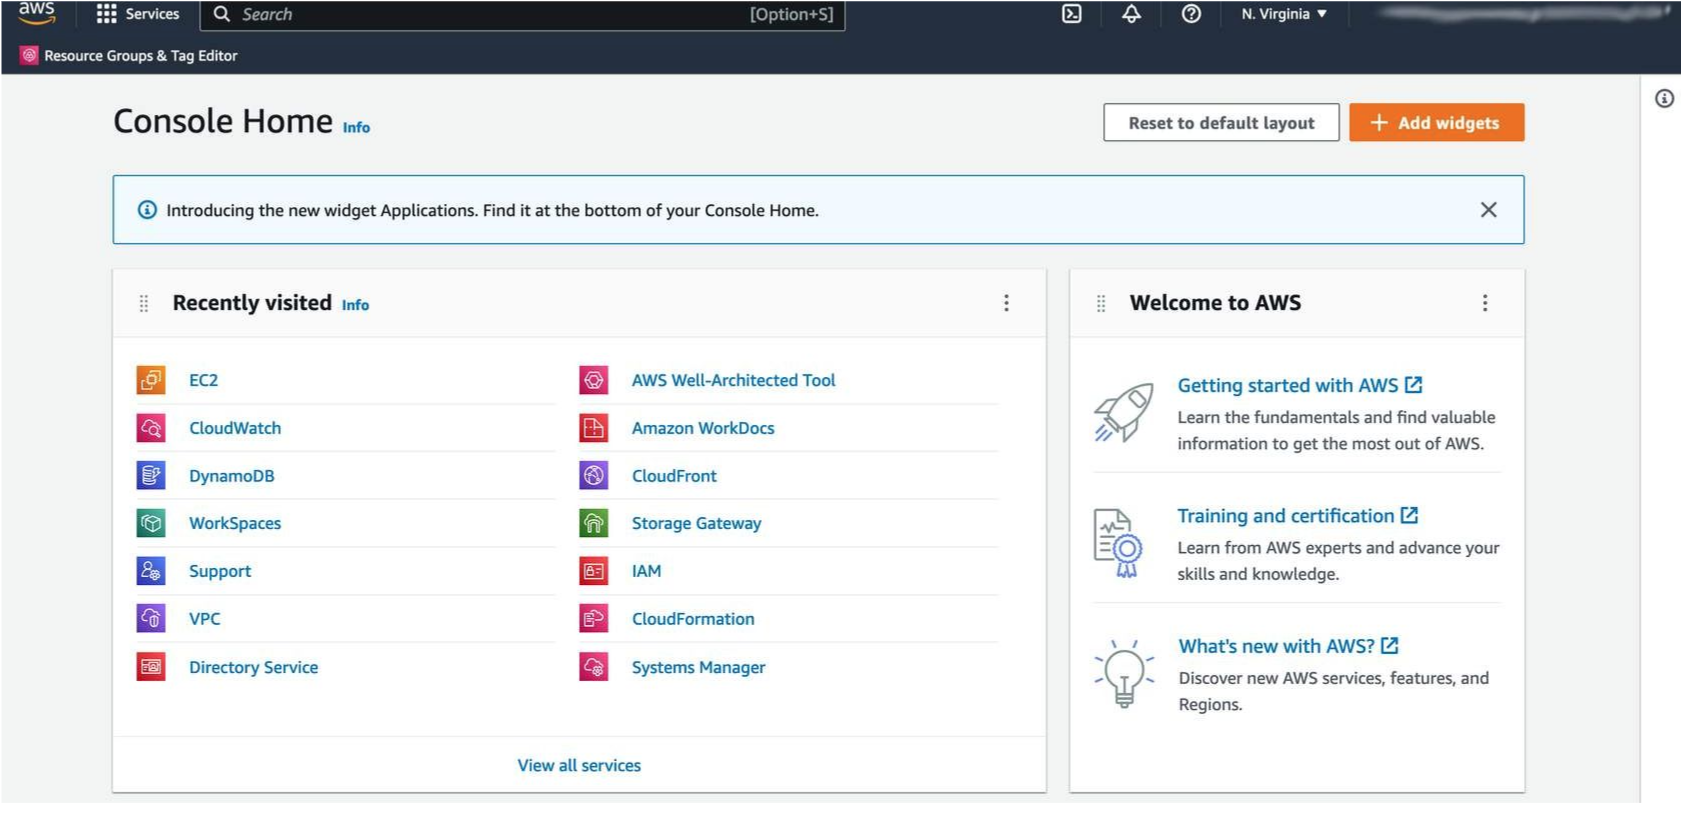 aws Services Search [Option+S] N. Virginia ▼
Resource Groups & Tag Editor
Console Home Info
Reset to default layout
+ Add widgets
Introducing the new widget Applications. Find it at the bottom of your Console Home.
Recently visited Info
EC2
CloudWatch
DynamoDB
WorkSpaces
Support
VPC
Directory Service
AWS Well-Architected Tool
Amazon WorkDocs
CloudFront
Storage Gateway
IAM
CloudFormation
Systems Manager
View all services
Welcome to AWS
Getting started with AWS
Learn the fundamentals and find valuable
information to get the most out of AWS.
Training and certification
Learn from AWS experts and advance your
skills and knowledge.
What's new with AWS?
Discover new AWS services, features, and
Regions.